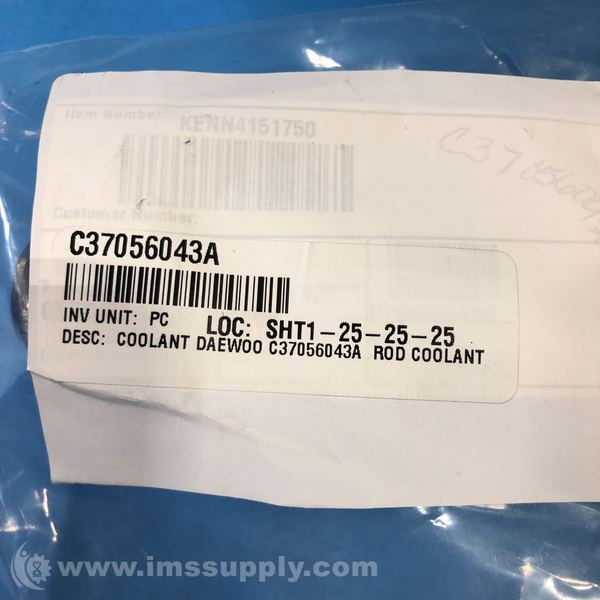 Item Number:
KENN4151750
Customer Number:
C37056043A
INV UNIT: PC LOC: SHT1-25-25-25
DESC: COOLANT DAEWOO C37056043A ROD COOLANT
www.imssupply.com